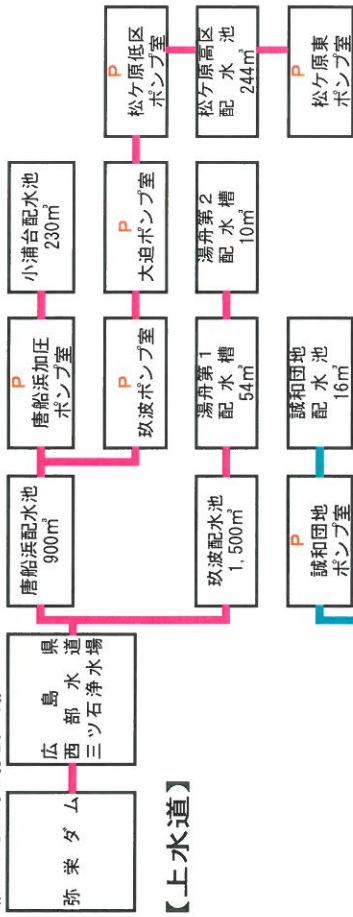 弥栄ダム
広島県
西部水道
三ツ石浄水場
唐船浜配水池
900㎥
P
唐船浜加圧
ポンプ室
小浦台配水池
230㎥
P
玖波ポンプ室
P
大迫ポンプ室
P
松ケ原低区
ポンプ室
松ケ原高区
配水池
244㎥
P
松ケ原東
ポンプ室
玖波配水池
1,500㎥
湯舟第1
配水槽
54㎥
湯舟第2
配水槽
10㎥
P
誠和団地
ポンプ室
誠和団地
配水池
16㎥
【上水道】